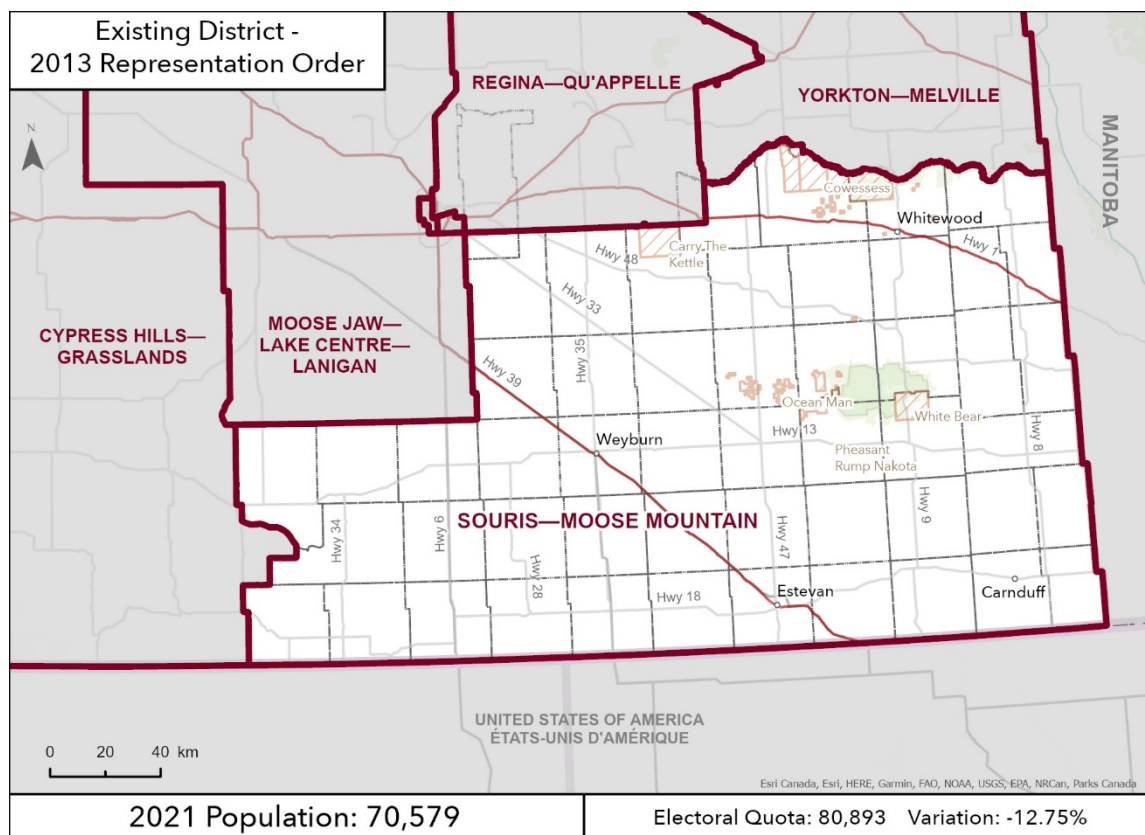 Existing District -
2013 Representation Order
REGINA—QU'APPELLE
YORKTON—MELVILLE
MANITOBA
N
Cowessess
Whitewood
Hwy 1
Carry The
Kettle
Hwy 48
Hwy 33
CYPRESS HILLS—
GRASSLANDS
MOOSE JAW—
LAKE CENTRE—
LANIGAN
Hwy 35
Hwy 39
Ocean Man
White Bear
Hwy 13
Hwy 8
Weyburn
Pheasant
Rump Nakota
SOURIS—MOOSE MOUNTAIN
Hwy 34
Hwy 6
Hwy 28
Hwy 47
Hwy 9
Hwy 18
Estevan
Carnduff
UNITED STATES OF AMERICA
ÉTATS-UNIS D'AMÉRIQUE
0 20 40 km
Esri Canada, Esri, HERE, Garmin, FAO, NOAA, USGS, EPA, NRCan, Parks Canada
2021 Population: 70,579
Electoral Quota: 80,893 Variation: -12.75%